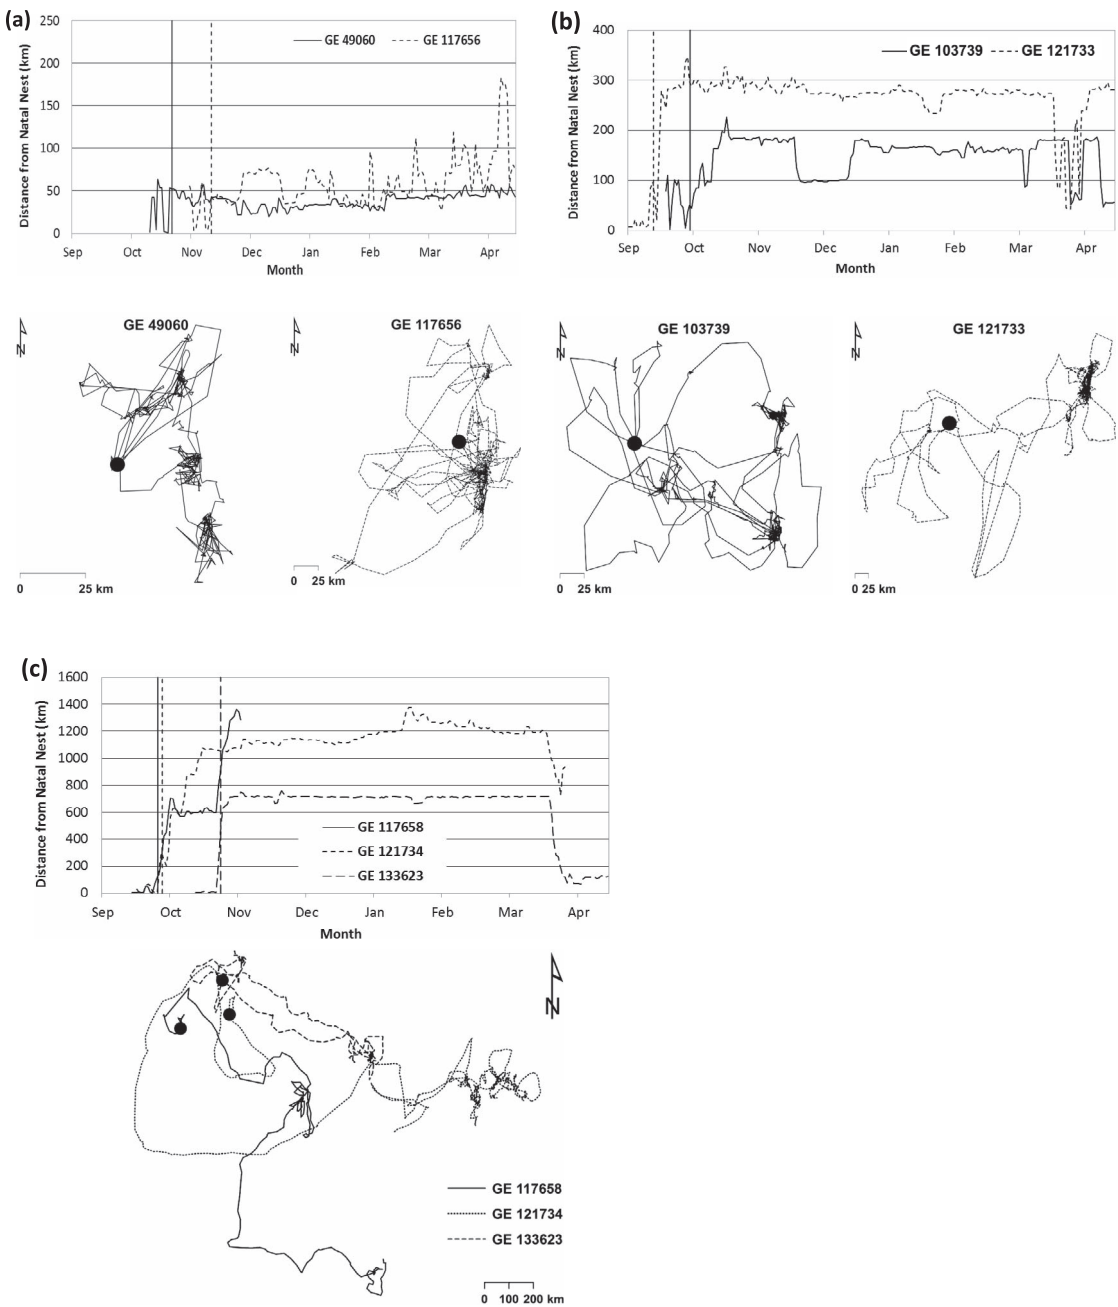 (a)
Distance from Natal Nest (km)
250
200
150
100
50
0
GE 49060 GE 117656
Sep Oct Nov Dec Jan Feb Mar Apr
Month
(b)
Distance from Natal Nest (km)
400
300
200
100
0
GE 103739 GE 121733
Sep Oct Nov Dec Jan Feb Mar Apr
Month
N
GE 49060
0 25 km
N
GE 117656
0 25 km
N
GE 103739
0 25 km
N
GE 121733
0 25 km
(c)
Distance from Natal Nest (km)
1600
1400
1200
1000
800
600
400
200
0
GE 117658
GE 121734
GE 133623
Sep Oct Nov Dec Jan Feb Mar Apr
Month
N
GE 117658
GE 121734
GE 133623
0 100 200 km